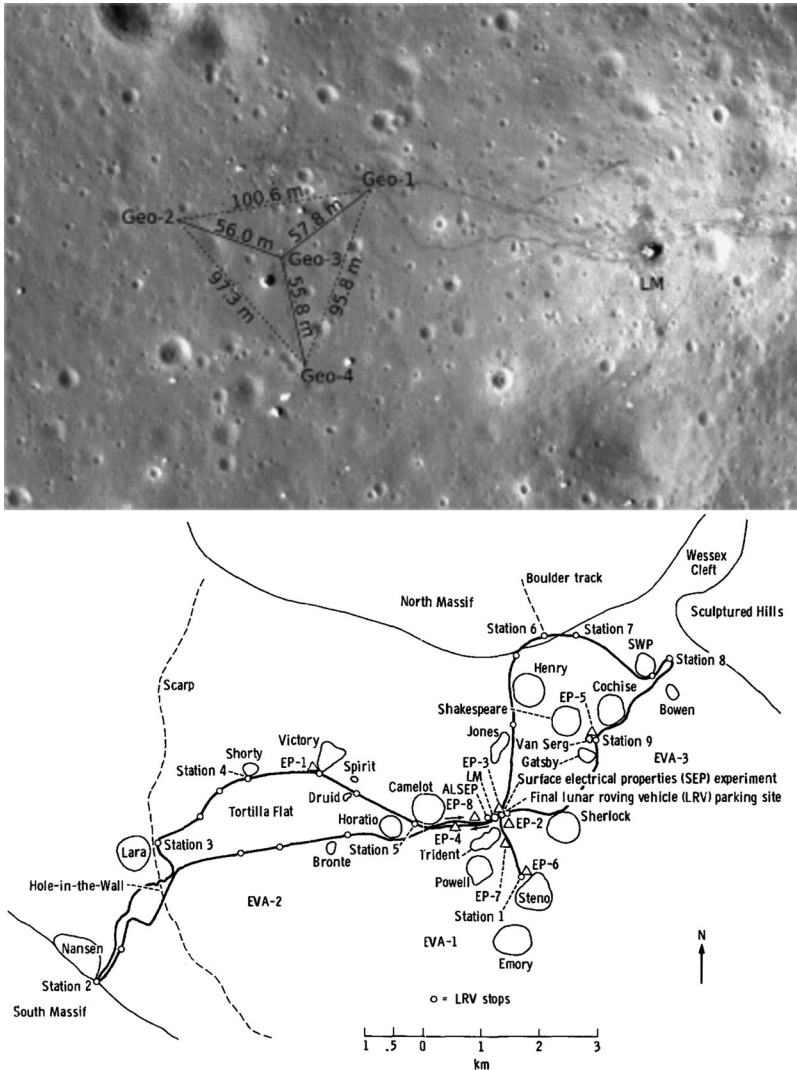 Geo-1
100.6 m
Geo-2
57.8 m
56.0 m
Geo-3
97.3 m
55.8 m
95.8 m
LM
Geo-4
Wessex
Cleft
Boulder track
North Massif
Sculptured Hills
Station 6
Station 7
SWP
Station 8
Henry
Scarp
Cochise
EP-5
Shakespeare
Bowen
Jones
Victory
Van Serg
Station 9
Shorty
Gatsby
EVA-3
EP-1
Spirit
EP-3
Station 4
LM
Surface electrical properties (SEP) experiment
Camelot
ALSEP
Druid
EP-8
Final lunar roving vehicle (LRV) parking site
Tortilla Flat
Horatio
EP-2
Sherlock
Station 3
EP-4
Station 5
Lara
Trident
Bronte
EP-6
Hole-in-the-Wall
Powell
EP-7
Steno
EVA-2
Station 1
Nansen
EVA-1
N
Emory
Station 2
o = LRV stops
South Massif
1 .5 0 1 2 3
km